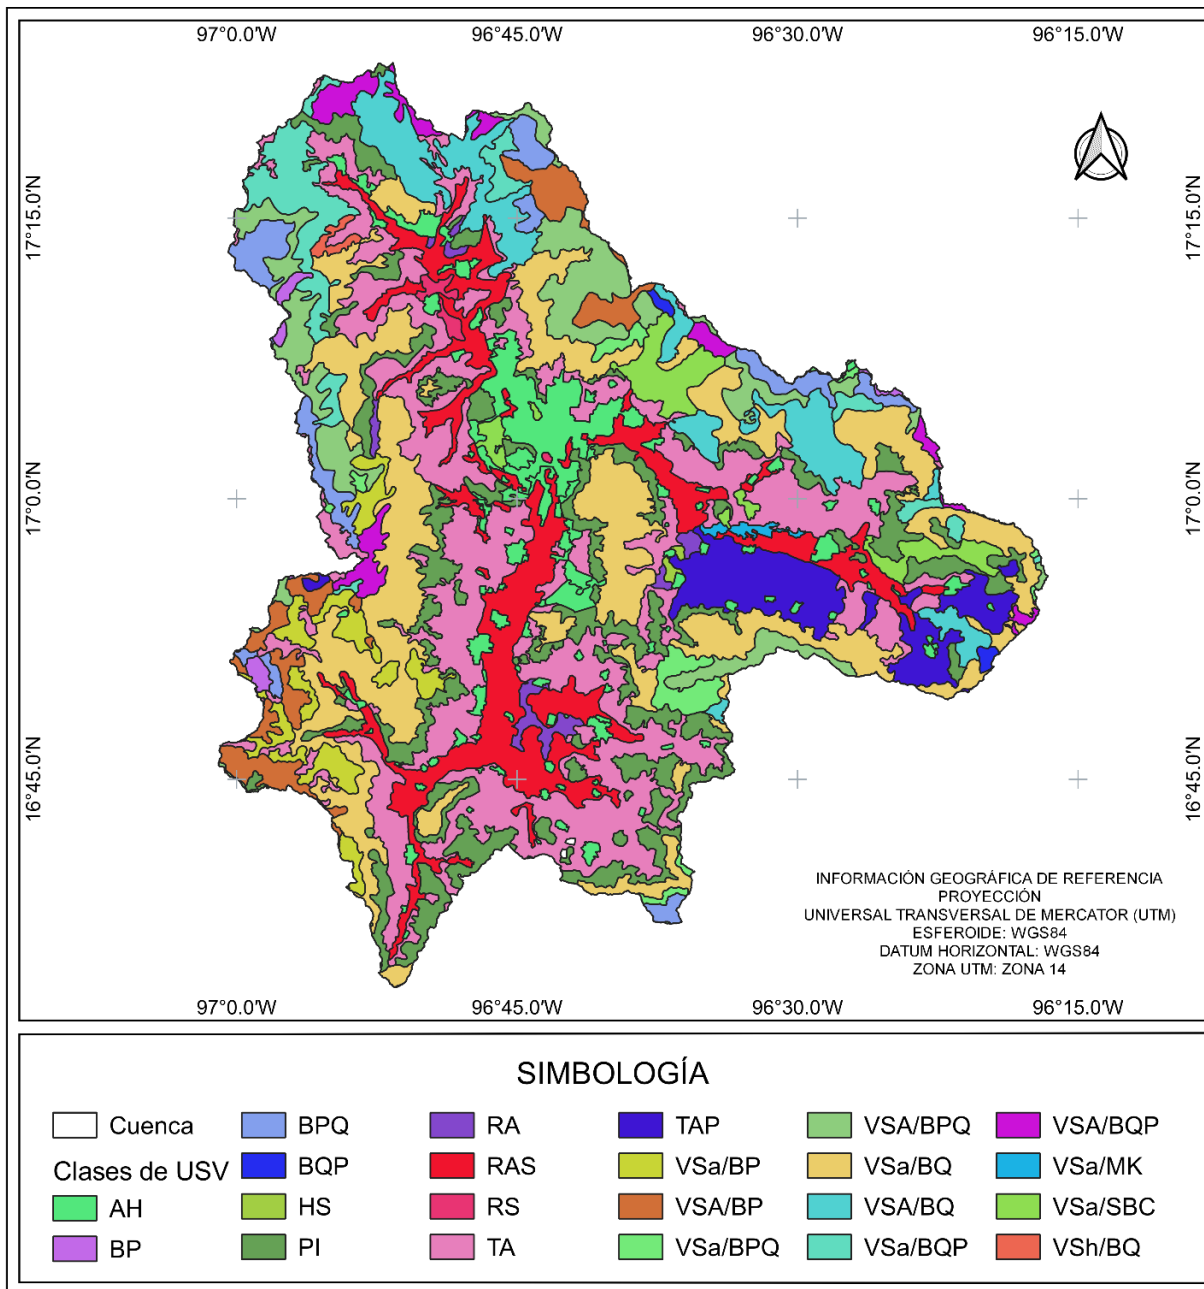 97°0.0'W 96°45.0'W 96°30.0'W 96°15.0'W
17°15.0'N 17°15.0'N
17°0.0'N 17°0.0'N
16°45.0'N 16°45.0'N
INFORMACIÓN GEOGRÁFICA DE REFERENCIA
PROYECCIÓN
UNIVERSAL TRANSVERSAL DE MERCATOR (UTM)
ESFEROIDE: WGS84
DATUM HORIZONTAL: WGS84
ZONA UTM: ZONA 14
97°0.0'W 96°45.0'W 96°30.0'W 96°15.0'W
SIMBOLOGÍA
Cuenca BPQ RA TAP VSA/BPQ VSA/BQP
Clases de USV BQP RAS VSa/BP VSa/BQ VSa/MK
AH HS RS VSA/BP VSA/BQ VSa/SBC
BP PI TA VSa/BPQ VSa/BQP VSh/BQ